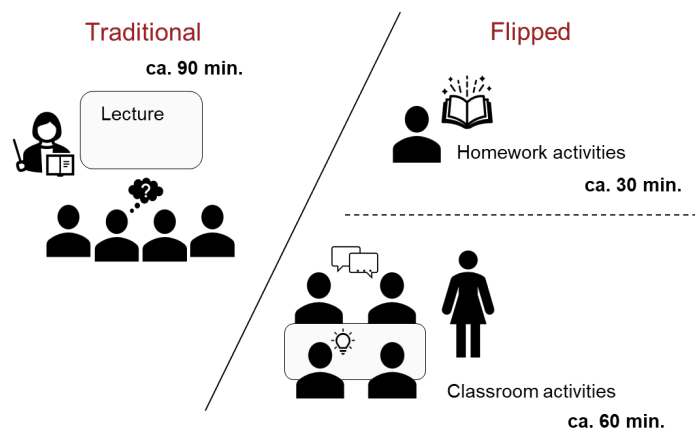 Traditional
ca. 90 min.
Lecture
?
Flipped
Homework activities
ca. 30 min.
Classroom activities
ca. 60 min.